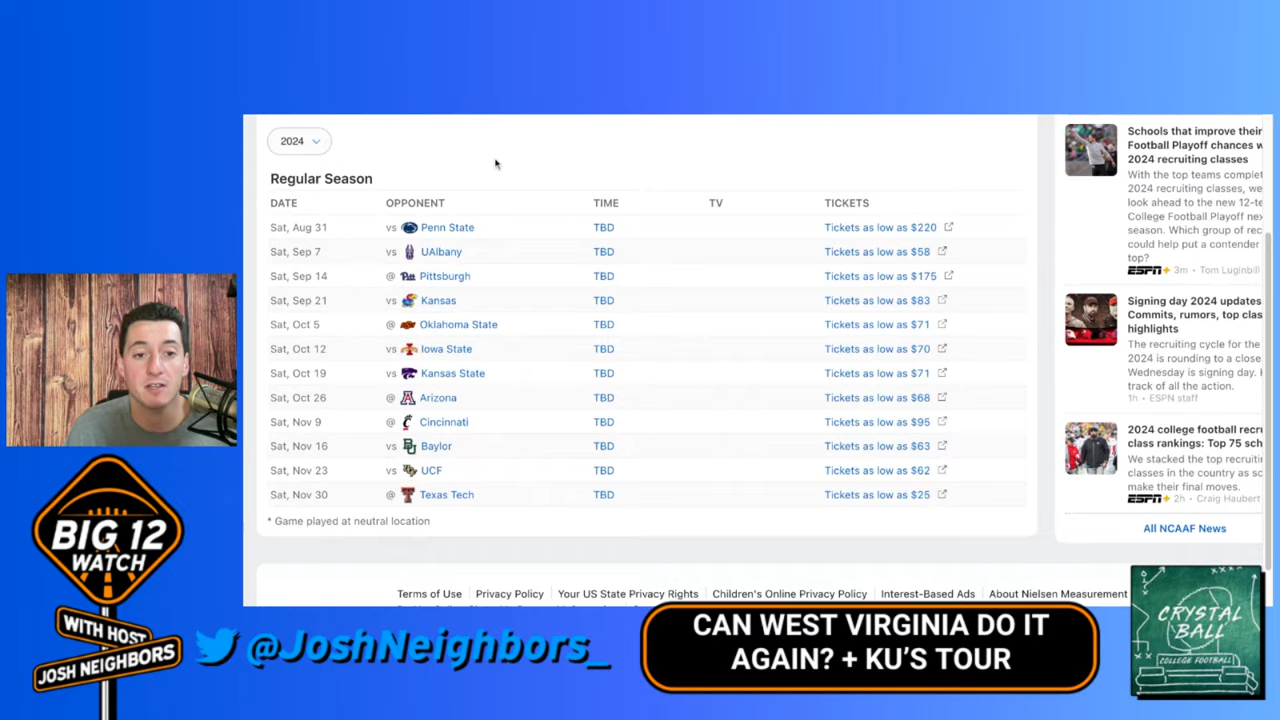 2024
Regular Season
DATE OPPONENT TIME TV TICKETS
Sat, Aug 31 vs Penn State TBD Tickets as low as $220
Sat, Sep 7 vs UAlbany TBD Tickets as low as $58
Sat, Sep 14 @ Pitt Pittsburgh TBD Tickets as low as $175
Sat, Sep 21 vs Kansas TBD Tickets as low as $83
Sat, Oct 5 @ Oklahoma State TBD Tickets as low as $71
Sat, Oct 12 vs Iowa State TBD Tickets as low as $70
Sat, Oct 19 vs Kansas State TBD Tickets as low as $71
Sat, Oct 26 @ Arizona TBD Tickets as low as $68
Sat, Nov 9 @ Cincinnati TBD Tickets as low as $95
Sat, Nov 16 vs Baylor TBD Tickets as low as $63
Sat, Nov 23 vs UCF TBD Tickets as low as $62
Sat, Nov 30 @ Texas Tech TBD Tickets as low as $25
* Game played at neutral location
Schools that improve their
Football Playoff chances w
2024 recruiting classes
With the top teams complet
2024 recruiting classes, we
look ahead to the new 12-te
College Football Playoff ne
season. Which group of rec
could help put a contender
top?
ESPN+ 3m • Tom Luginbill
Signing day 2024 updates
Commits, rumors, top clas
highlights
The recruiting cycle for the
2024 is rounding to a close
Wednesday is signing day.
track of all the action.
1h • ESPN staff
2024 college football recru
class rankings: Top 75 sch
We stacked the top recruiti
classes in the country as sc
make their final moves.
ESPN+ 2h • Craig Haubert
All NCAAF News
Terms of Use Privacy Policy Your US State Privacy Rights Children's Online Privacy Policy Interest-Based Ads About Nielsen Measurement
BIG 12
WATCH
WITH HOST
JOSH NEIGHBORS
@JoshNeighbors_
CAN WEST VIRGINIA DO IT
AGAIN? + KU'S TOUR
CRYSTAL
BALL
COLLEGE FOOTBALL